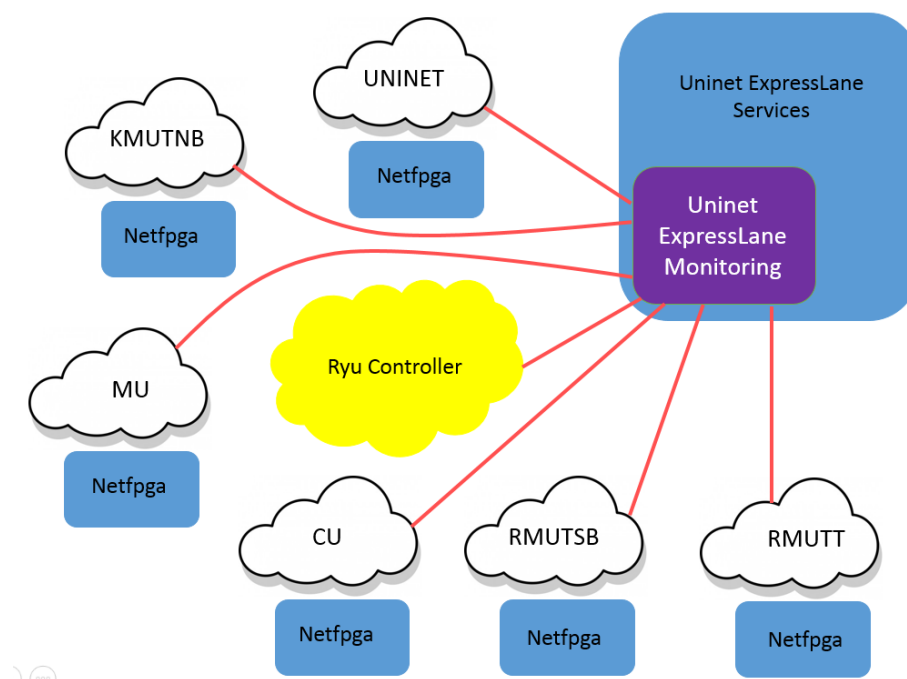 UNINET
Uninet ExpressLane
Services
KMUTNB
Netfpga
Netfpga
Uninet
ExpressLane
Monitoring
Ryu Controller
MU
Netfpga
CU
RMUTSB
RMUTT
Netfpga
Netfpga
Netfpga